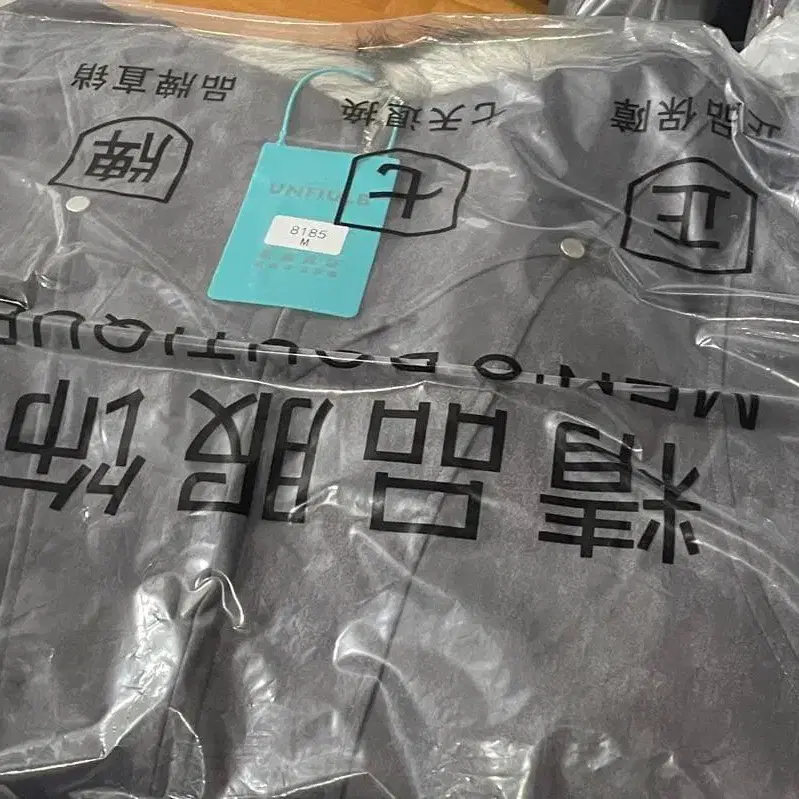 精品服饰
MEN'S BOUTIQUE
正 七 牌
正品保障 七天退换 品牌直销
8185
M